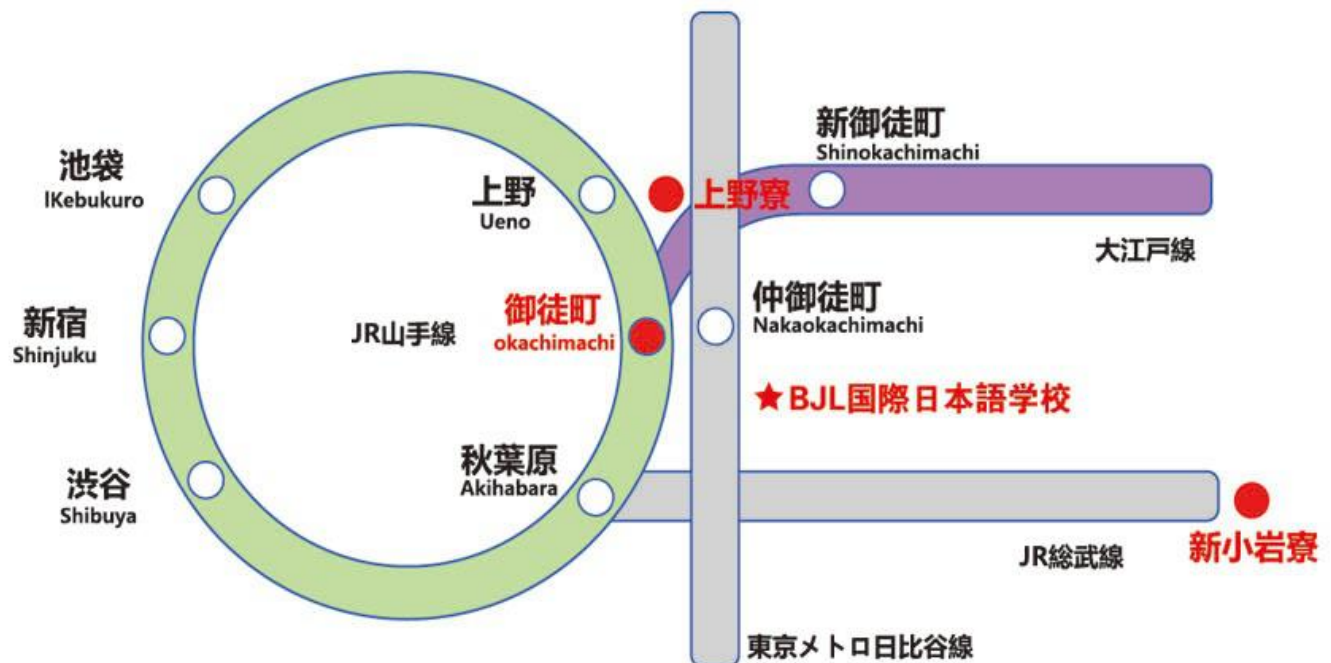 新御徒町
Shinokachimachi
池袋
IKebukuro
上野
Ueno
上野寮
大江戸線
新宿
Shinjuku
JR山手線
御徒町
okachimachi
仲御徒町
Nakaokachimachi
★BJL国際日本語学校
渋谷
Shibuya
秋葉原
Akihabara
JR総武線
新小岩寮
東京メトロ日比谷線